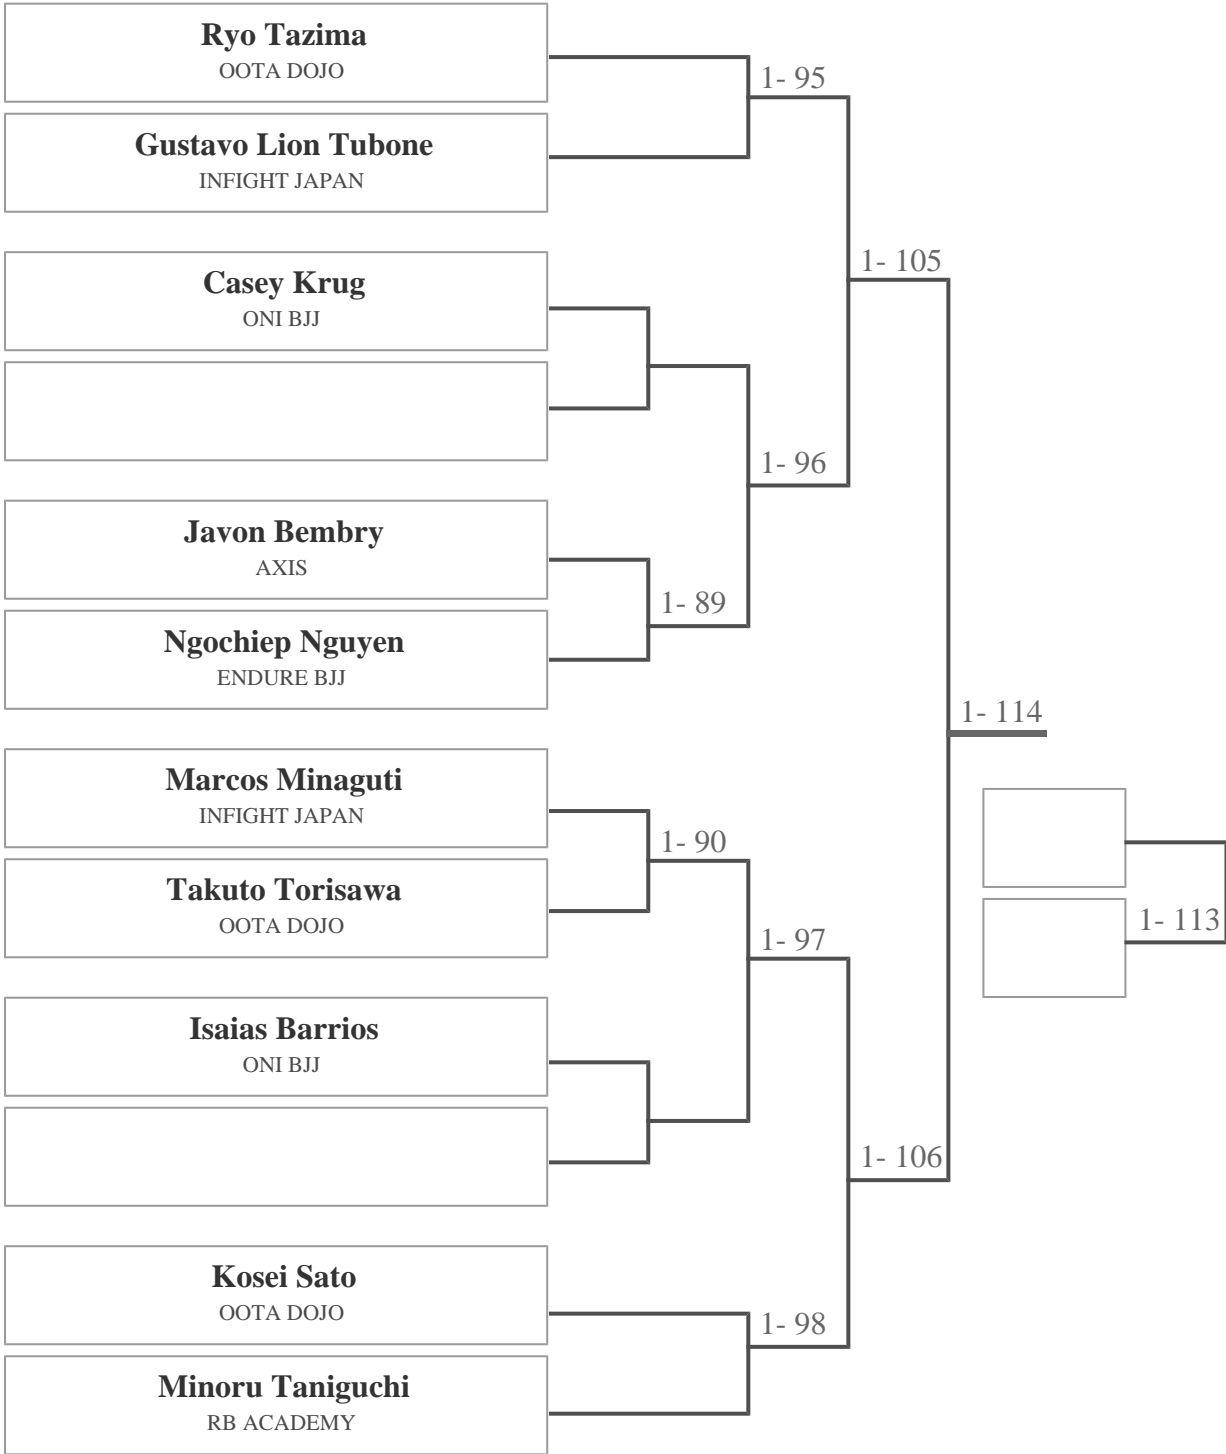 Ryo Tazima
OOTA DOJO
1- 95
Gustavo Lion Tubone
INFIGHT JAPAN
1- 105
Casey Krug
ONI BJJ
1- 96
Javon Bembry
AXIS
1- 89
Ngochiep Nguyen
ENDURE BJJ
1- 114
Marcos Minaguti
INFIGHT JAPAN
1- 90
Takuto Torisawa
OOTA DOJO
1- 113
1- 97
Isaias Barrios
ONI BJJ
1- 106
Kosei Sato
OOTA DOJO
1- 98
Minoru Taniguchi
RB ACADEMY